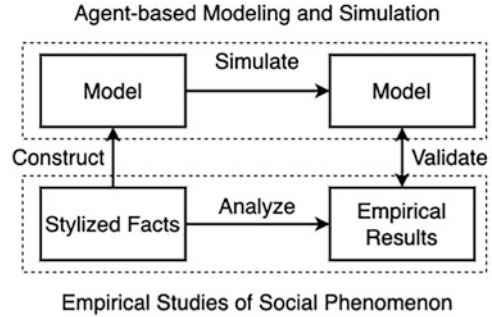 Agent-based Modeling and Simulation
Simulate
Model
Model
Construct
Validate
Analyze
Stylized Facts
Empirical
Results
Empirical Studies of Social Phenomenon